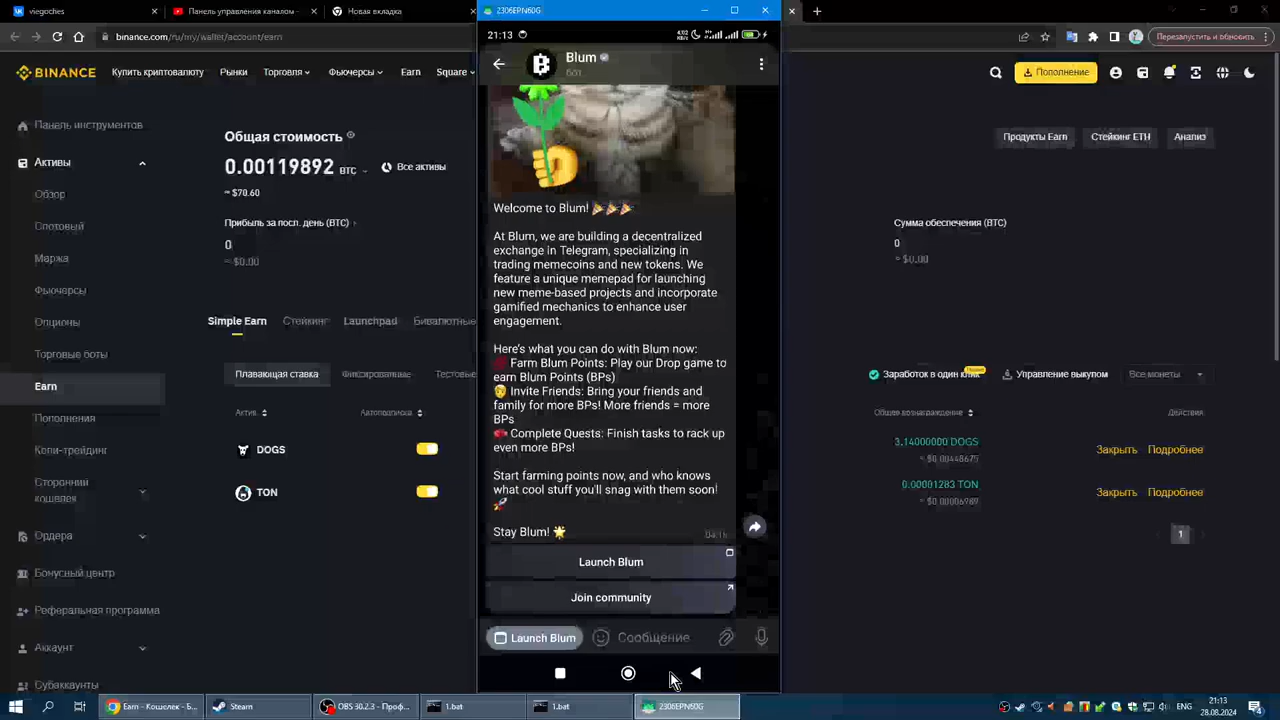 viegodies
Панель управления каналом –
Новая вкладка
2306EPN60G
binance.com/ru/my/wallet/account/earn
Перезапустить и обновить
BINANCE
Купить криптовалюту
Рынки
Торговля
Фьючерсы
Earn
Square
Пополнение
Панель инструментов
Активы
Обзор
Спотовый
Маржа
Фьючерсы
Опционы
Торговые боты
Earn
Пополнения
Копи-трейдинг
Сторонний
кошелек
Ордера
Бонусный центр
Реферальная программа
Аккаунт
Субаккаунты
Общая стоимость
0.00119892 BTC
Все активы
≈ $70.60
Прибыль за посл. день (BTC)
0
≈ $0.00
Simple Earn
Стейкинг
Launchpad
Бивалютные
Плавающая ставка
Фиксированные
Тестовые
Актив
Автоподписка
DOGS
TON
21:13
Blum
бот
Welcome to Blum!
At Blum, we are building a decentralized
exchange in Telegram, specializing in
trading memecoins and new tokens. We
feature a unique memepad for launching
new meme-based projects and incorporate
gamified mechanics to enhance user
engagement.
Here's what you can do with Blum now:
Farm Blum Points: Play our Drop game to
earn Blum Points (BPs)
Invite Friends: Bring your friends and
family for more BPs! More friends = more
BPs
Complete Quests: Finish tasks to rack up
even more BPs!
Start farming points now, and who knows
what cool stuff you'll snag with them soon!
Stay Blum!
Launch Blum
Join community
Launch Blum
Сообщение
Продукты Earn
Стейкинг ETH
Анализ
Сумма обеспечения (BTC)
0
≈ $0.00
Заработок в один клик
Управление выкупом
Все монеты
Общее вознаграждение
Действия
3.14000000 DOGS
≈ $0.00448675
Закрыть
Подробнее
0.00001283 TON
≈ $0.00006989
Закрыть
Подробнее
1
Earn - Кошелек - Б...
Steam
OBS 30.2.3 - Проф...
1.bat
1.bat
2306EPN60G
ENG
21:13
28.08.2024